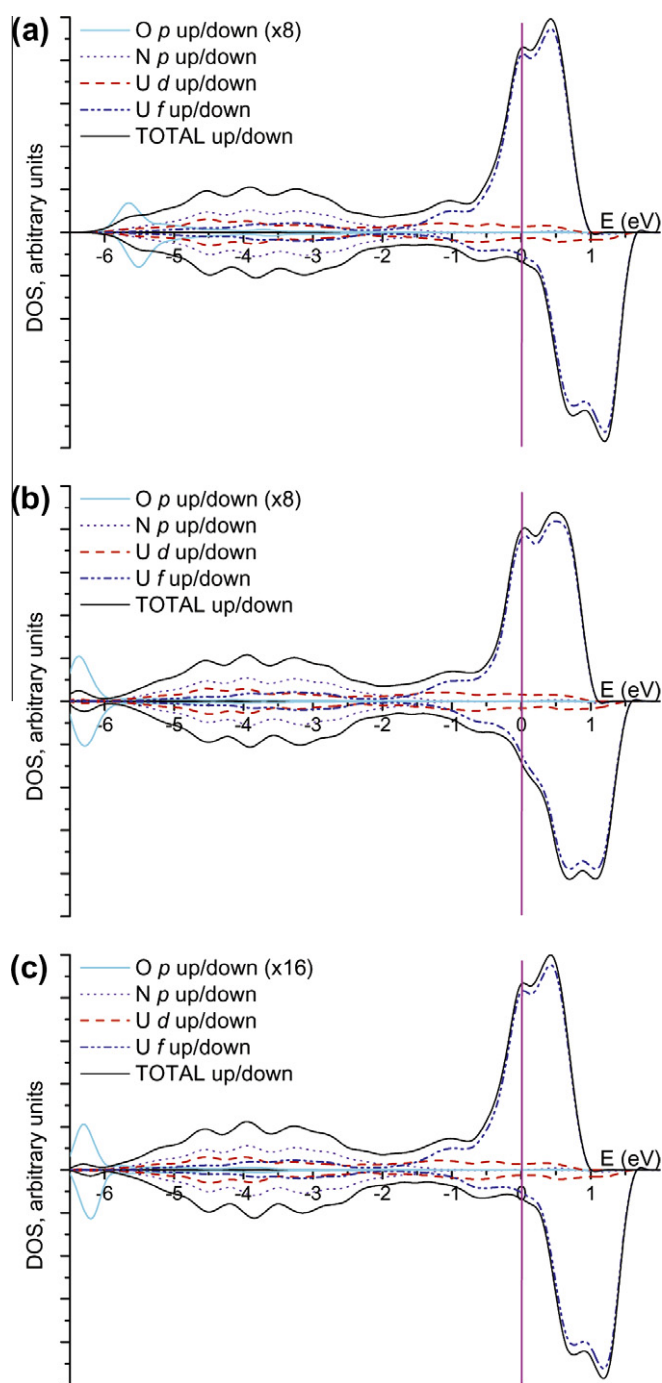 (a)
O p up/down (x8)
N p up/down
U d up/down
U f up/down
TOTAL up/down
DOS, arbitrary units
E (eV)
-6 -5 -4 -3 -2 -1 0 1
(b)
O p up/down (x8)
N p up/down
U d up/down
U f up/down
TOTAL up/down
DOS, arbitrary units
E (eV)
-6 -5 -4 -3 -2 -1 0 1
(c)
O p up/down (x16)
N p up/down
U d up/down
U f up/down
TOTAL up/down
DOS, arbitrary units
E (eV)
-6 -5 -4 -3 -2 -1 0 1